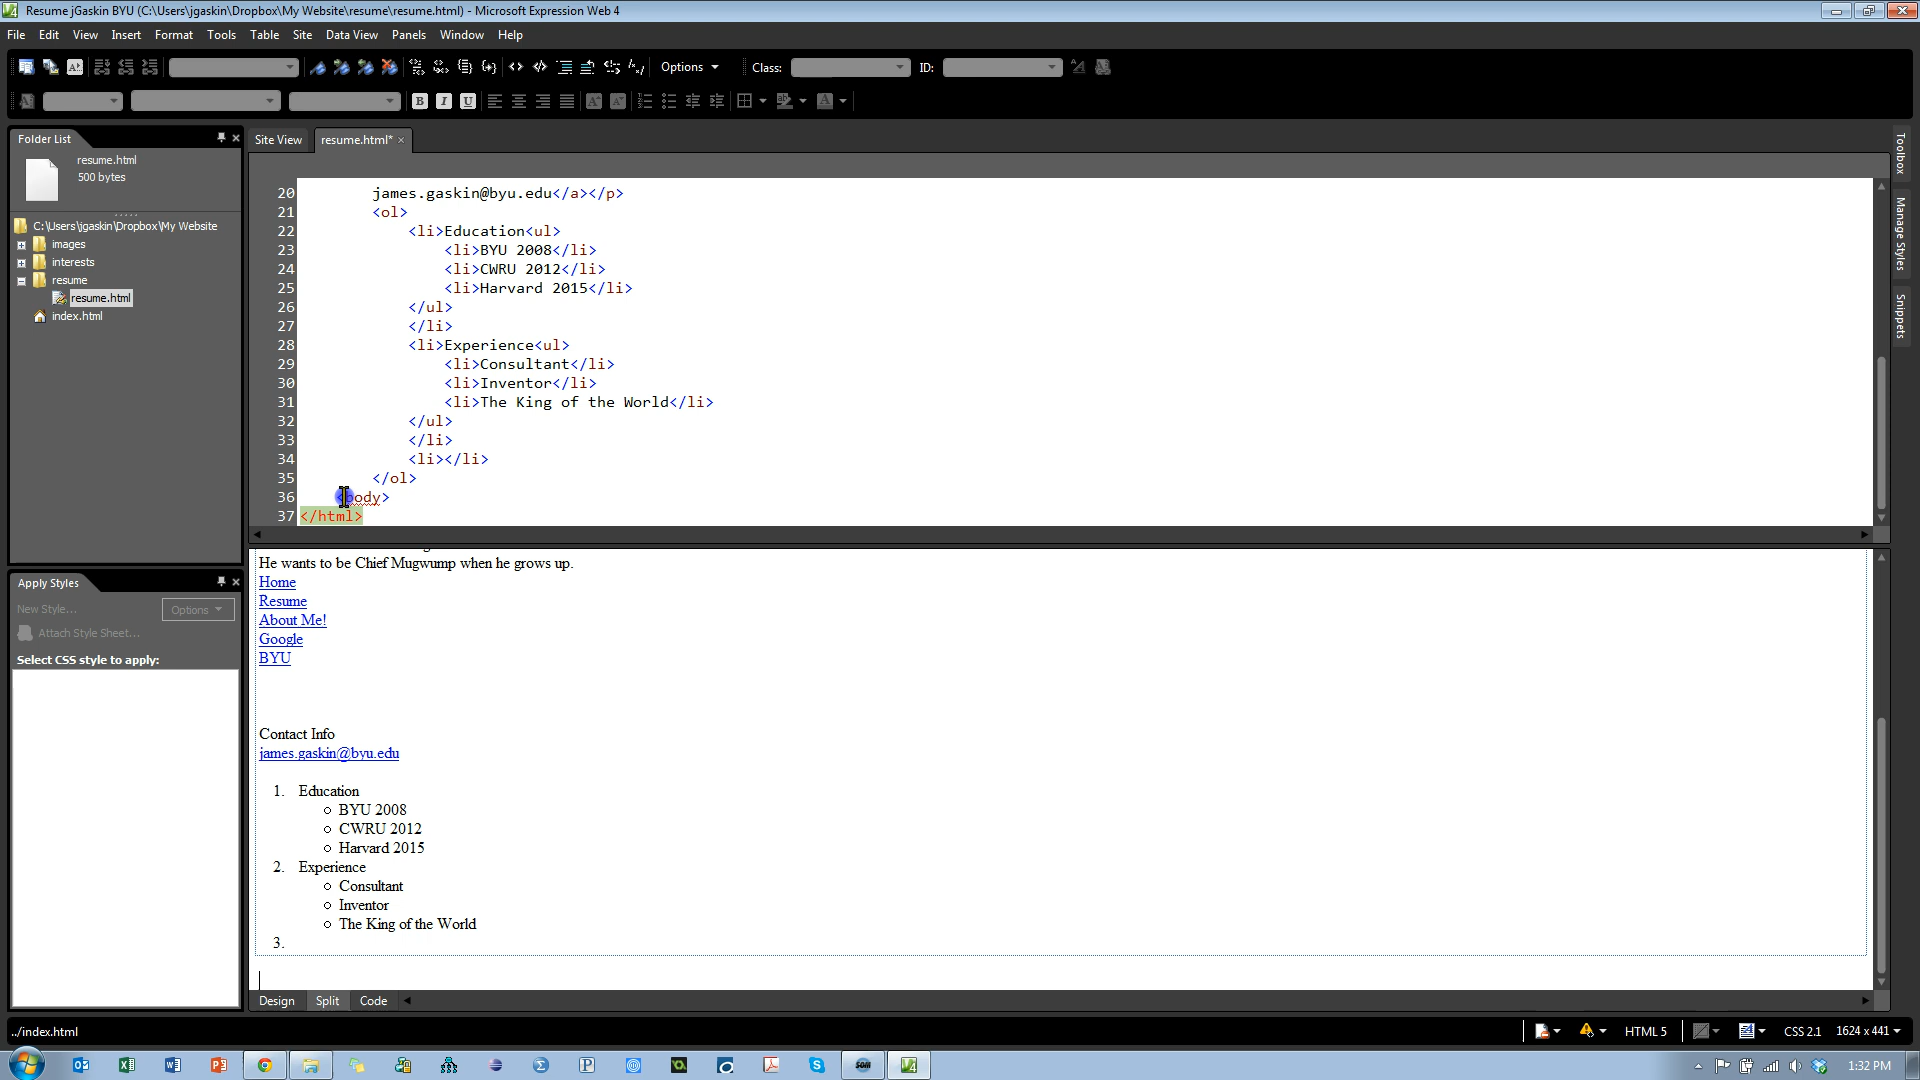 Resume jGaskin BYU (C:\Users\jgaskin\Dropbox\My Website\resume\resume.html) - Microsoft Expression Web 4
File Edit View Insert Format Tools Table Site Data View Panels Window Help
Options Class: ID:
B I U
Folder List
resume.html
500 bytes
C:\Users\jgaskin\Dropbox\My Website
images
interests
resume
resume.html
index.html
Apply Styles
New Style...
Options
Attach Style Sheet...
Select CSS style to apply:
Site View resume.html*
20 james.gaskin@byu.edu</a></p>
21 <ol>
22 <li>Education<ul>
23 <li>BYU 2008</li>
24 <li>CWRU 2012</li>
25 <li>Harvard 2015</li>
26 </ul>
27 </li>
28 <li>Experience<ul>
29 <li>Consultant</li>
30 <li>Inventor</li>
31 <li>The King of the World</li>
32 </ul>
33 </li>
34 <li></li>
35 </ol>
36 <body>
37 </html>
He wants to be Chief Mugwump when he grows up.
Home
Resume
About Me!
Google
BYU
Contact Info
james.gaskin@byu.edu
1. Education
BYU 2008
CWRU 2012
Harvard 2015
2. Experience
Consultant
Inventor
The King of the World
3.
Design Split Code
Toolbox
Manage Styles
Snippets
../index.html
HTML 5 CSS 2.1 1624 x 441
1:32 PM